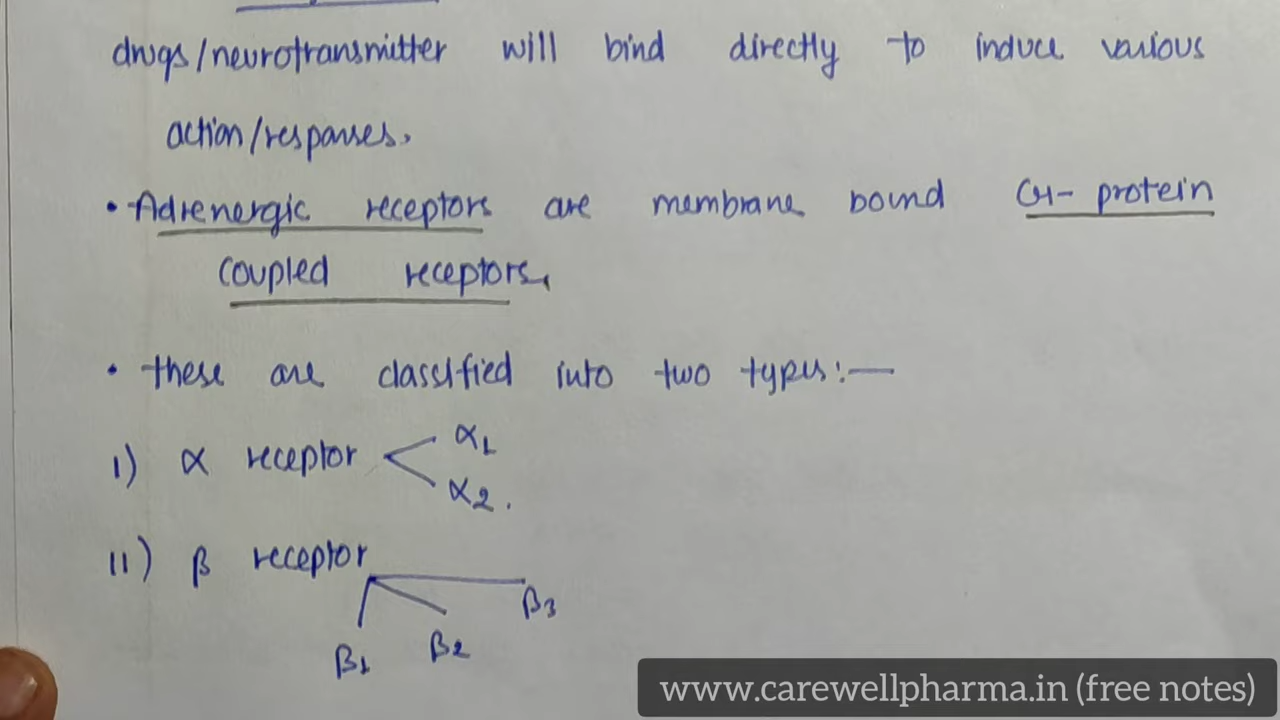 drugs/neurotransmitter will bind directly to induce various
action/responses.
• Adrenergic receptors are membrane bound G- protein
coupled receptors.
• these are classified into two types:—
i) α receptor α1
α2.
ii) β receptor
β1 β2 β3
www.carewellpharma.in (free notes)